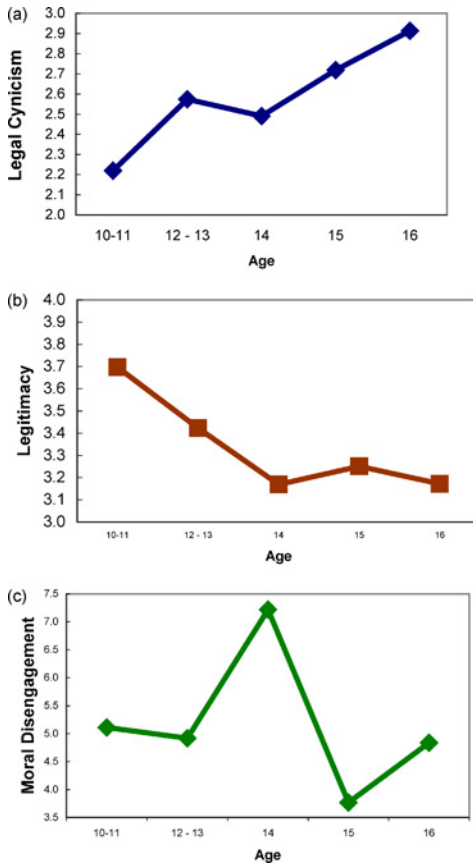 (a)
Legal Cynicism
3.0
2.9
2.8
2.7
2.6
2.5
2.4
2.3
2.2
2.1
2.0
10-11 12 - 13 14 15 16
Age
(b)
Legitimacy
4.0
3.9
3.8
3.7
3.6
3.5
3.4
3.3
3.2
3.1
3.0
10-11 12 - 13 14 15 16
Age
(c)
Moral Disengagement
7.5
7.0
6.5
6.0
5.5
5.0
4.5
4.0
3.5
10-11 12 - 13 14 15 16
Age